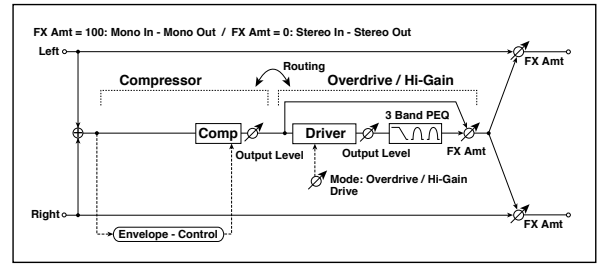 FX Amt = 100: Mono In - Mono Out / FX Amt = 0: Stereo In - Stereo Out
Left
FX Amt
Routing
Compressor
Overdrive / Hi-Gain
3 Band PEQ
Comp
Driver
Output Level
Output Level
FX Amt
Mode: Overdrive / Hi-Gain
Drive
Right
FX Amt
Envelope - Control